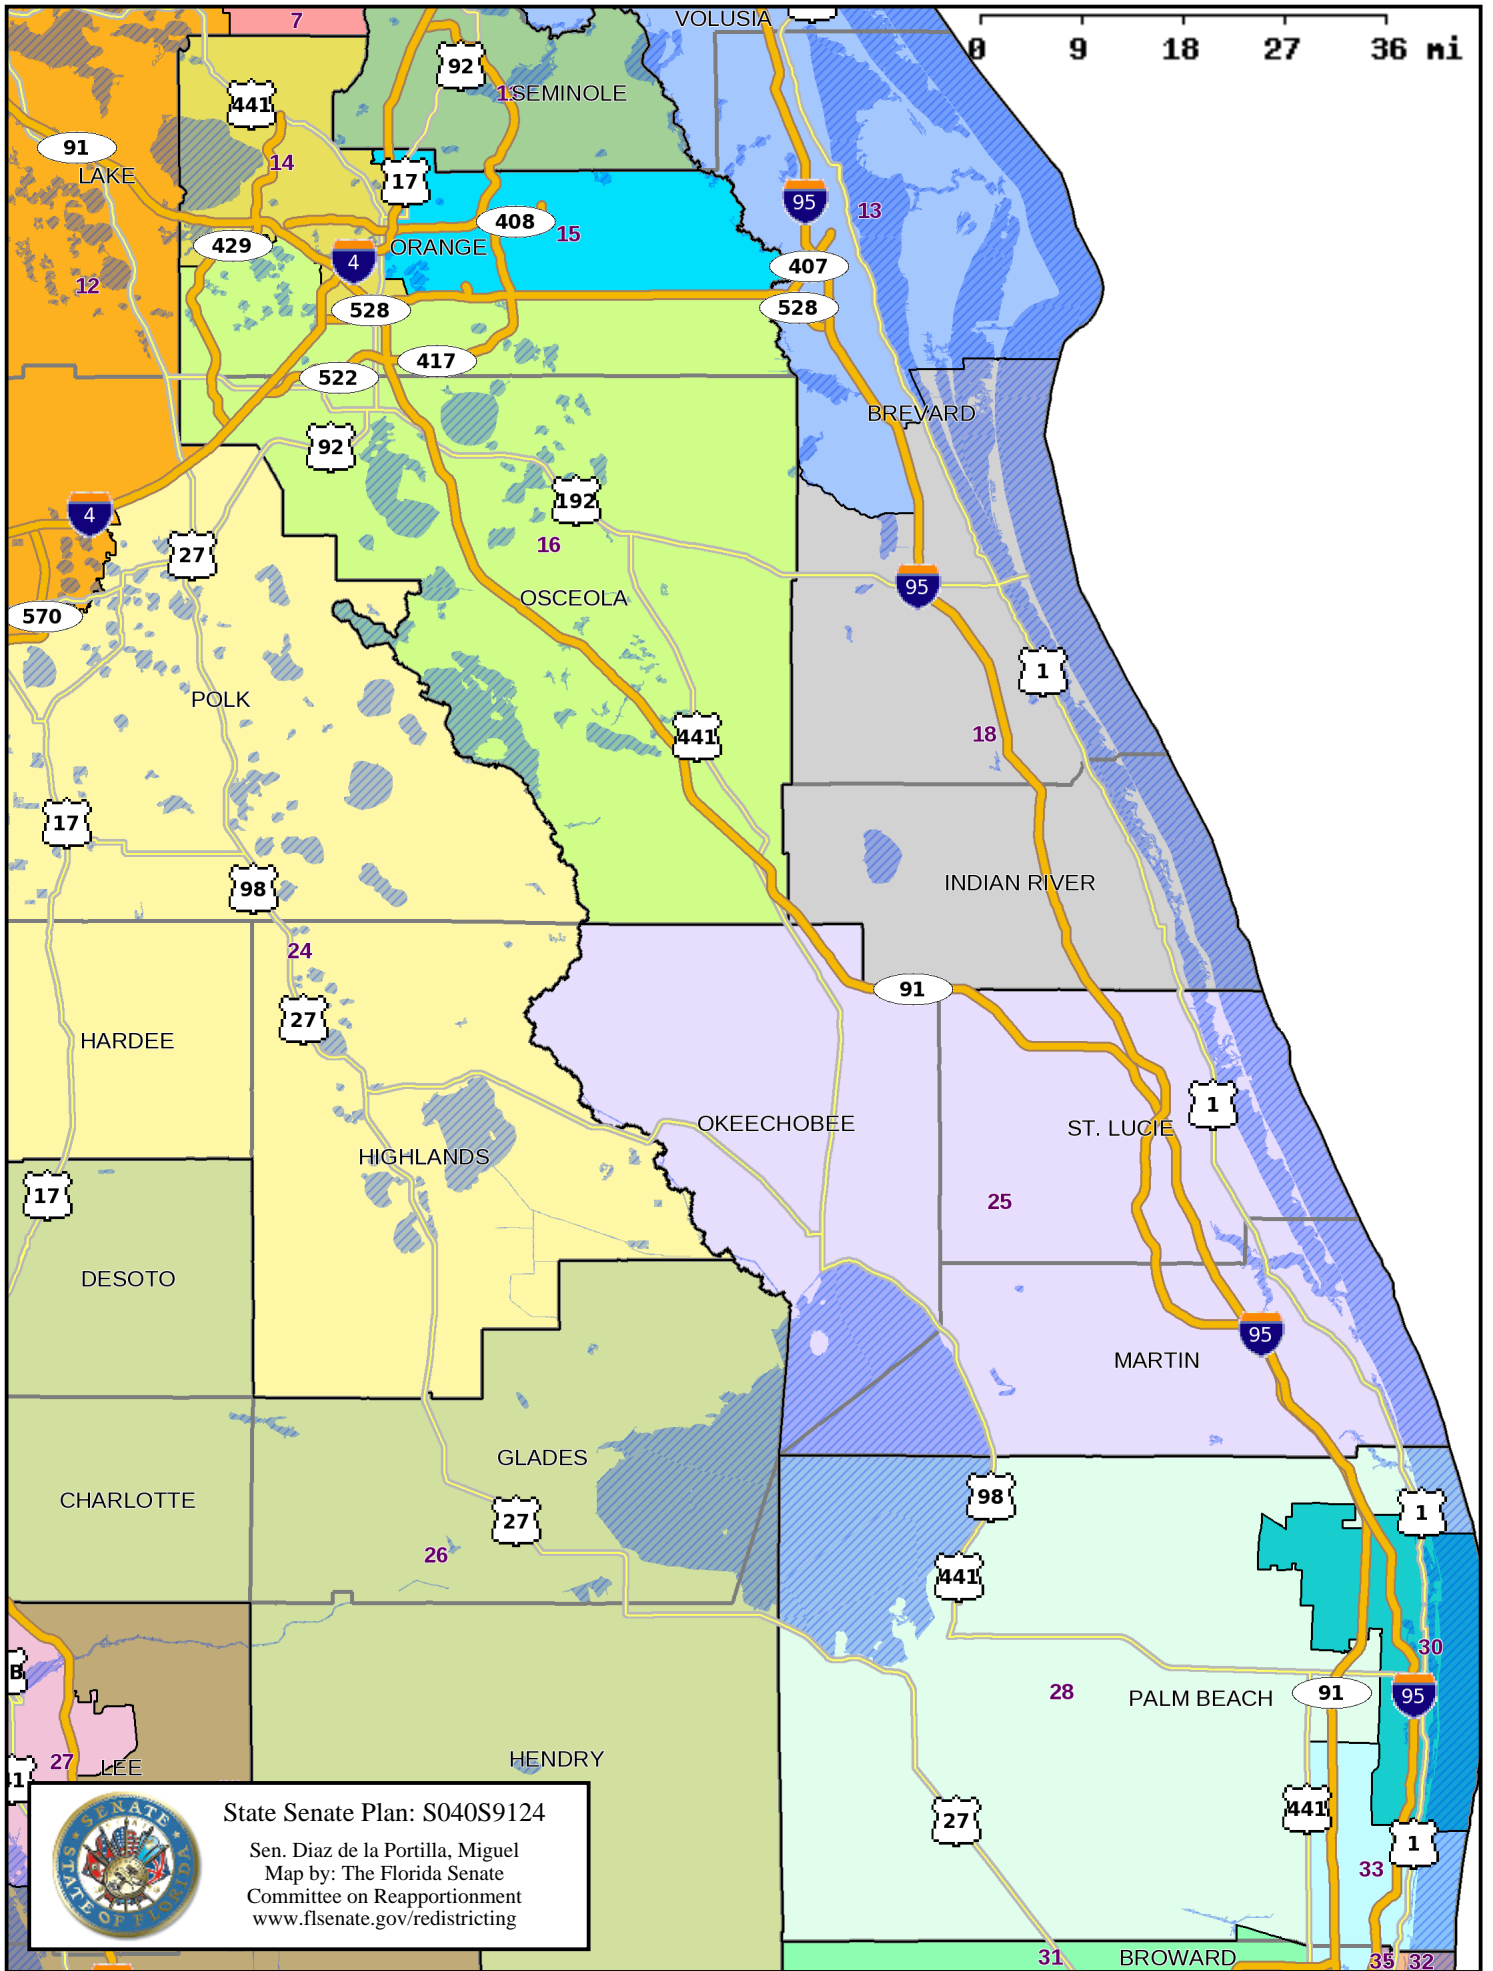 7
VOLUSIA
0 9 18 27 36 mi
92
SEMINOLE
441
91
14
LAKE
17
13
95
408
15
429
ORANGE
4
407
12
528
528
417
522
BREVARD
92
192
4
16
27
95
OSCEOLA
570
1
POLK
18
441
17
INDIAN RIVER
98
24
91
27
HARDEE
1
OKEECHOBEE
ST. LUCIE
HIGHLANDS
17
25
DESOTO
95
MARTIN
GLADES
98
CHARLOTTE
1
27
26
441
30
B
28
PALM BEACH
91
95
27
LEE
HENDRY
41
441
27
1
33
31
BROWARD
35
32
SENATE
STATE OF FLORIDA
State Senate Plan: S040S9124
Sen. Diaz de la Portilla, Miguel
Map by: The Florida Senate
Committee on Reapportionment
www.flsenate.gov/redistricting